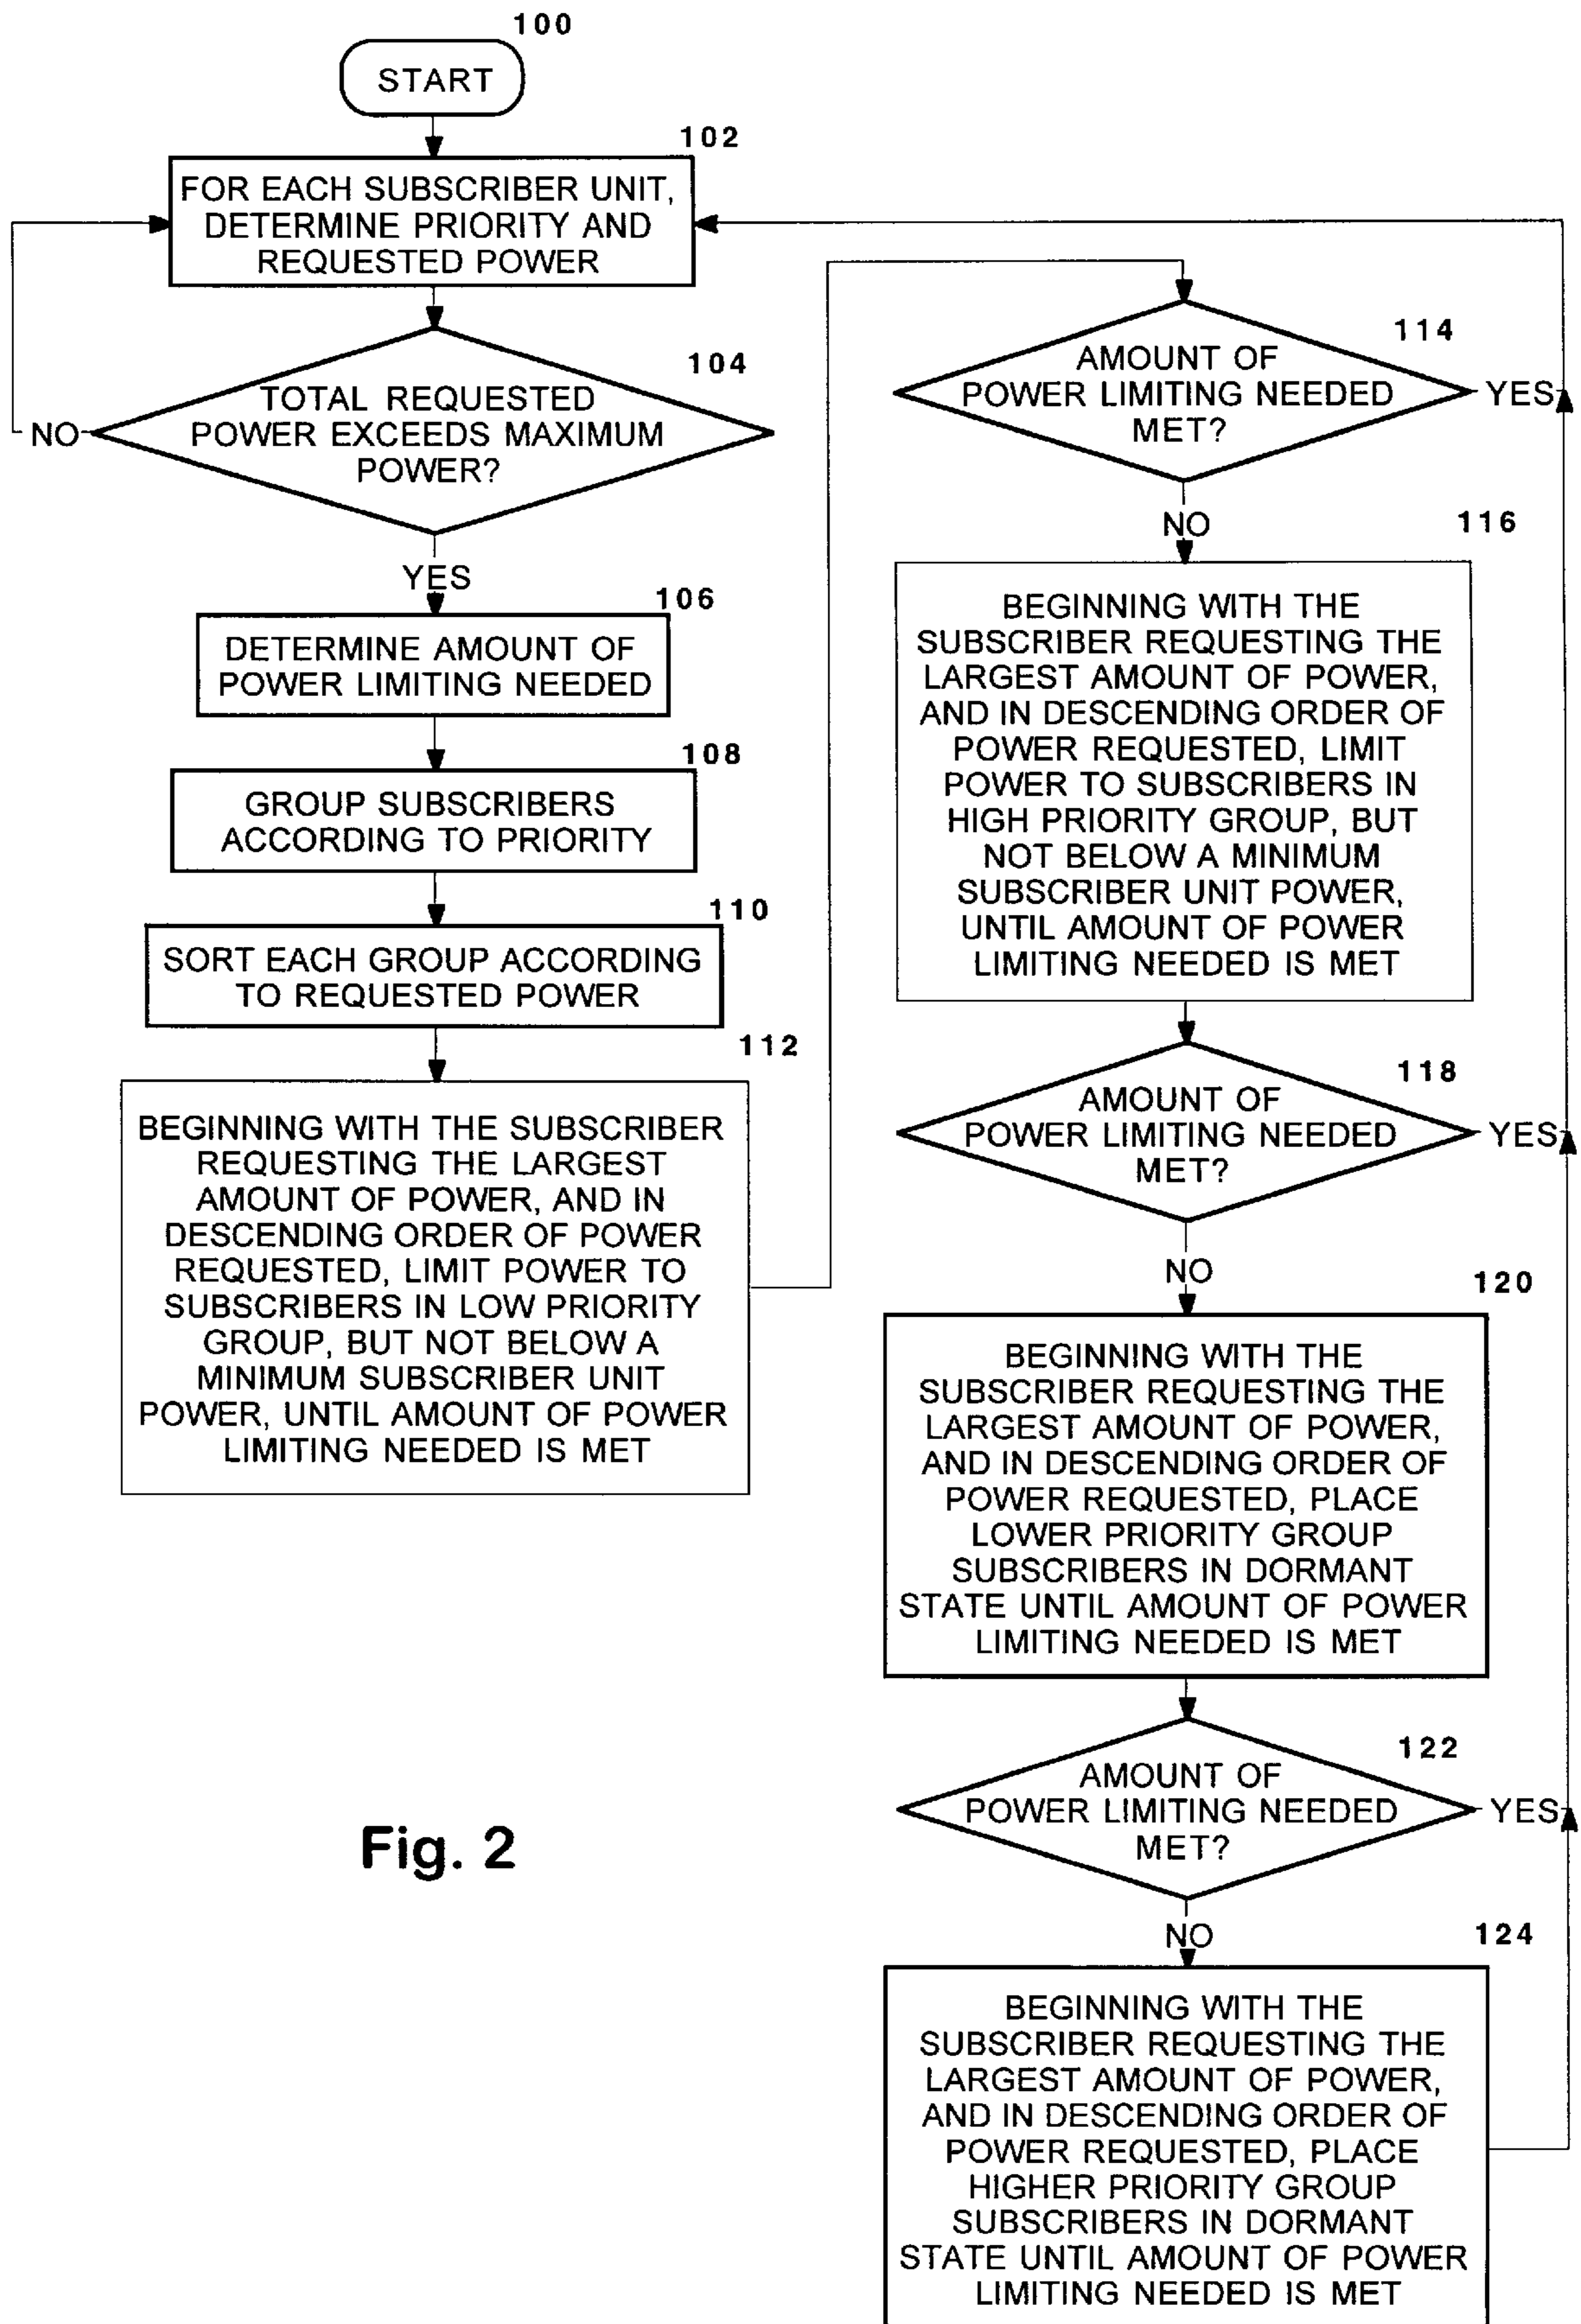 100
START
102
FOR EACH SUBSCRIBER UNIT,
DETERMINE PRIORITY AND
REQUESTED POWER
104
TOTAL REQUESTED
POWER EXCEEDS MAXIMUM
POWER?
NO
YES
106
DETERMINE AMOUNT OF
POWER LIMITING NEEDED
108
GROUP SUBSCRIBERS
ACCORDING TO PRIORITY
110
SORT EACH GROUP ACCORDING
TO REQUESTED POWER
112
BEGINNING WITH THE SUBSCRIBER
REQUESTING THE LARGEST
AMOUNT OF POWER, AND IN
DESCENDING ORDER OF POWER
REQUESTED, LIMIT POWER TO
SUBSCRIBERS IN LOW PRIORITY
GROUP, BUT NOT BELOW A
MINIMUM SUBSCRIBER UNIT
POWER, UNTIL AMOUNT OF POWER
LIMITING NEEDED IS MET
114
AMOUNT OF
POWER LIMITING NEEDED
MET?
YES
NO
116
BEGINNING WITH THE
SUBSCRIBER REQUESTING THE
LARGEST AMOUNT OF POWER,
AND IN DESCENDING ORDER OF
POWER REQUESTED, LIMIT
POWER TO SUBSCRIBERS IN
HIGH PRIORITY GROUP, BUT
NOT BELOW A MINIMUM
SUBSCRIBER UNIT POWER,
UNTIL AMOUNT OF POWER
LIMITING NEEDED IS MET
118
AMOUNT OF
POWER LIMITING NEEDED
MET?
YES
NO
120
BEGINNING WITH THE
SUBSCRIBER REQUESTING THE
LARGEST AMOUNT OF POWER,
AND IN DESCENDING ORDER OF
POWER REQUESTED, PLACE
LOWER PRIORITY GROUP
SUBSCRIBERS IN DORMANT
STATE UNTIL AMOUNT OF POWER
LIMITING NEEDED IS MET
122
AMOUNT OF
POWER LIMITING NEEDED
MET?
YES
NO
124
BEGINNING WITH THE
SUBSCRIBER REQUESTING THE
LARGEST AMOUNT OF POWER,
AND IN DESCENDING ORDER OF
POWER REQUESTED, PLACE
HIGHER PRIORITY GROUP
SUBSCRIBERS IN DORMANT
STATE UNTIL AMOUNT OF POWER
LIMITING NEEDED IS MET
Fig. 2